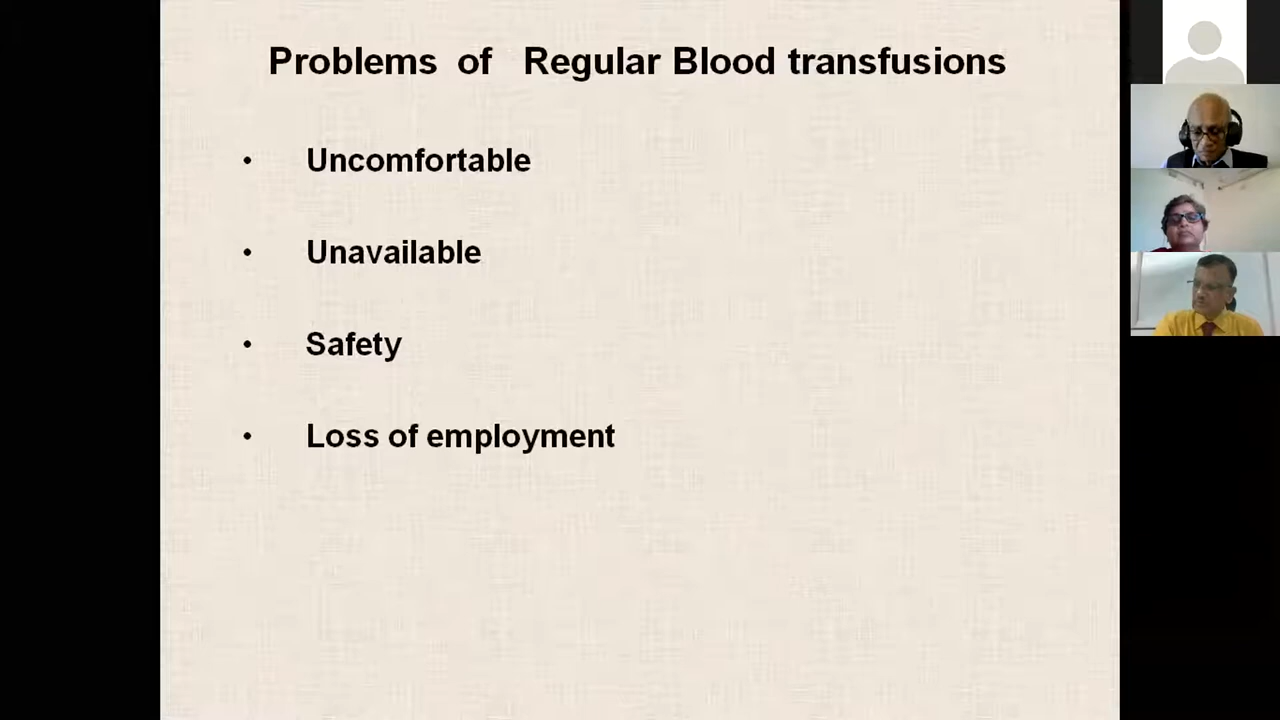 Problems of Regular Blood transfusions
• Uncomfortable
• Unavailable
• Safety
• Loss of employment